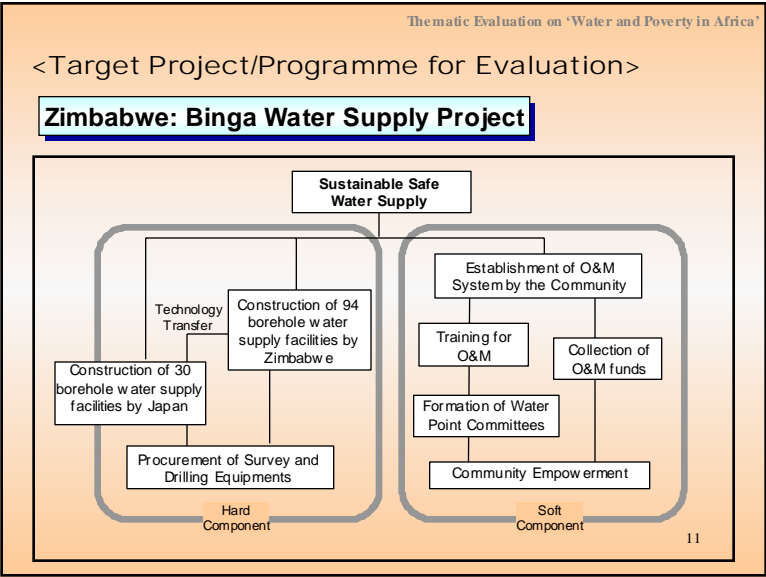 Thematic Evaluation on ‘Water and Poverty in Africa’
<Target Project/Programme for Evaluation>
Zimbabwe: Binga Water Supply Project
Sustainable Safe
Water Supply
Technology
Transfer
Construction of 94
borehole water
supply facilities by
Zimbabwe
Construction of 30
borehole water supply
facilities by Japan
Procurement of Survey and
Drilling Equipments
Hard
Component
Establishment of O&M
System by the Community
Training for
O&M
Collection of
O&M funds
Formation of Water
Point Committees
Community Empowerment
Soft
Component
11